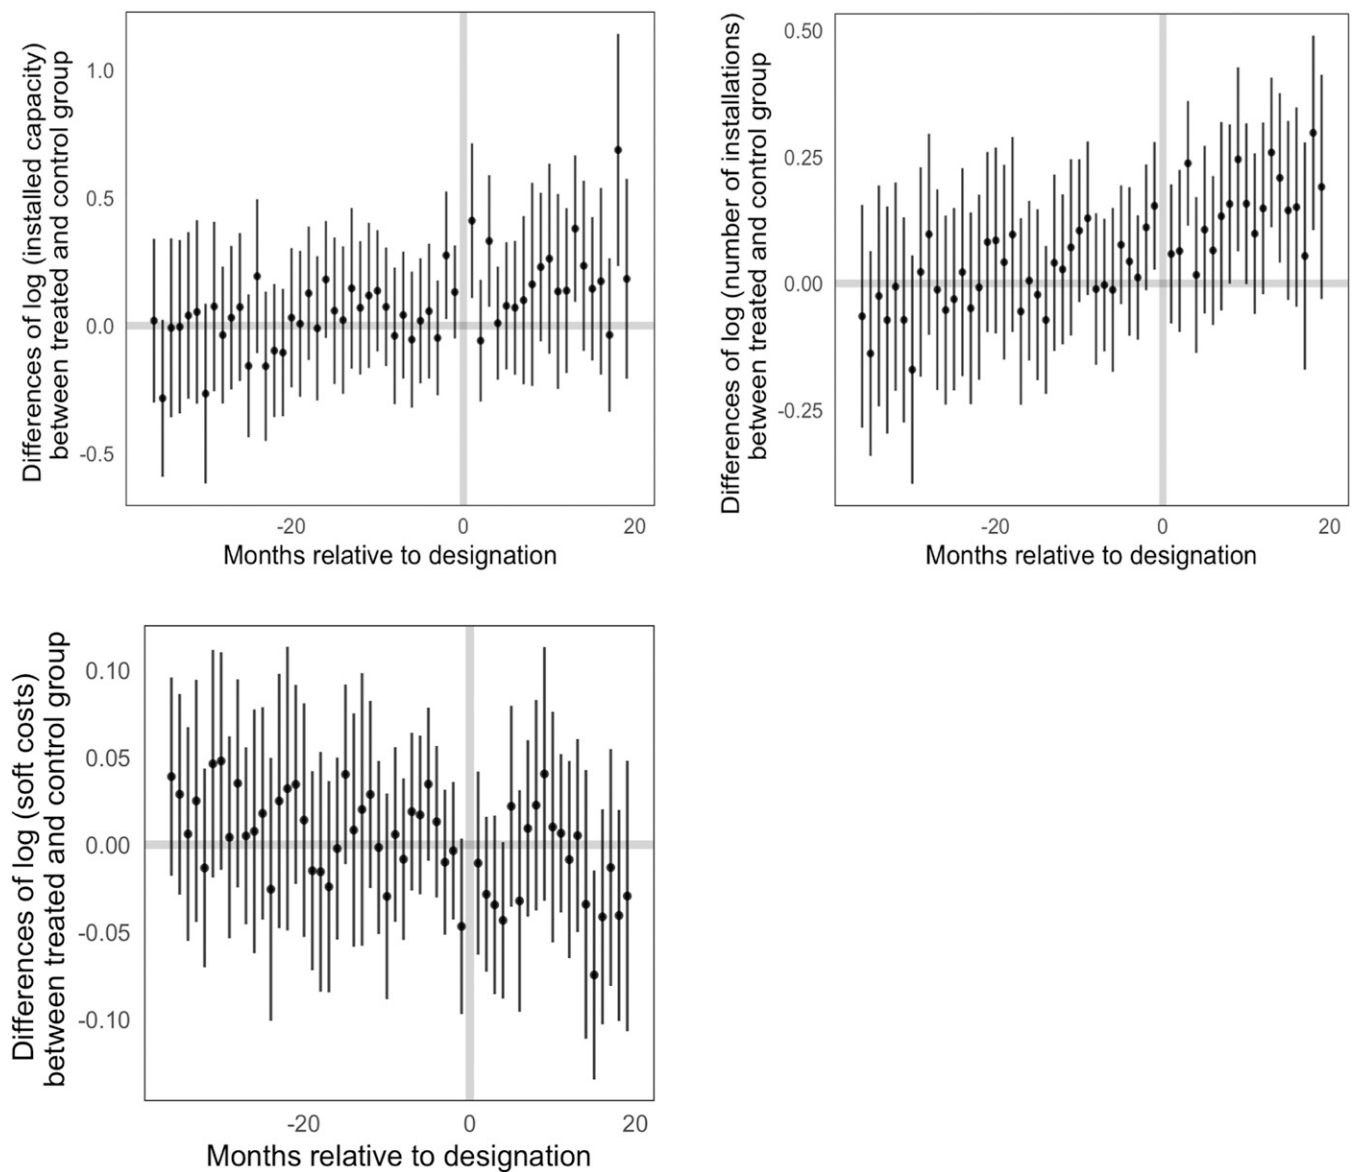 Differences of log (installed capacity)
between treated and control group
1.0
0.5
0.0
-0.5
-20 0 20
Months relative to designation
Differences of log (number of installations)
between treated and control group
0.50
0.25
0.00
-0.25
-20 0 20
Months relative to designation
Differences of log (soft costs)
between treated and control group
0.10
0.05
0.00
-0.05
-0.10
-20 0 20
Months relative to designation